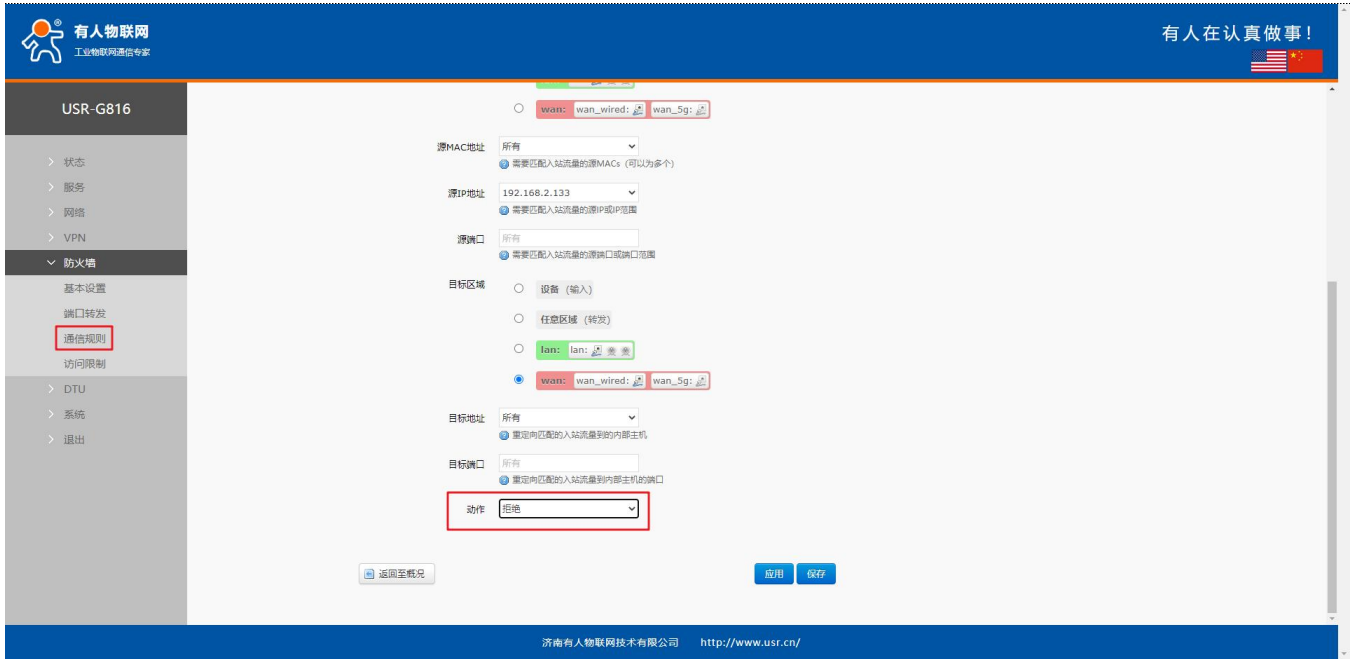 有人物联网
工业物联网通信专家
有人在认真做事!
USR-G816
状态
服务
网络
VPN
防火墙
基本设置
端口转发
通信规则
访问限制
DTU
系统
退出
wan: wan_wired: wan_5g:
源MAC地址 所有
需要匹配入站流量的源MACs (可以为多个)
源IP地址 192.168.2.133
需要匹配入站流量的源IP或IP范围
源端口 所有
需要匹配入站流量的源端口或端口范围
目标区域 设备 (输入)
任意区域 (转发)
lan: lan:
wan: wan_wired: wan_5g:
目标地址 所有
重定向匹配的入站流量到的内部主机
目标端口 所有
重定向匹配的入站流量到内部主机的端口
动作 拒绝
返回至概况 应用 保存
济南有人物联网技术有限公司 http://www.usr.cn/